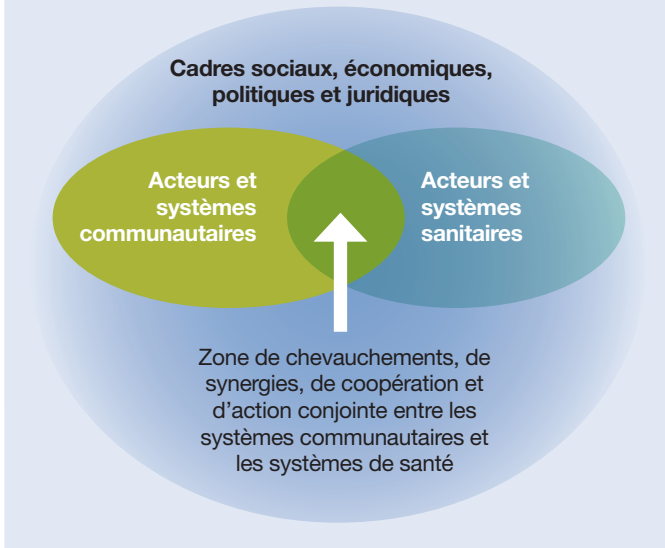 Cadres sociaux, économiques,
politiques et juridiques
Acteurs et
systèmes
communautaires
Acteurs et
systèmes
sanitaires
Zone de chevauchements, de
synergies, de coopération et
d’action conjointe entre les
systèmes communautaires et
les systèmes de santé